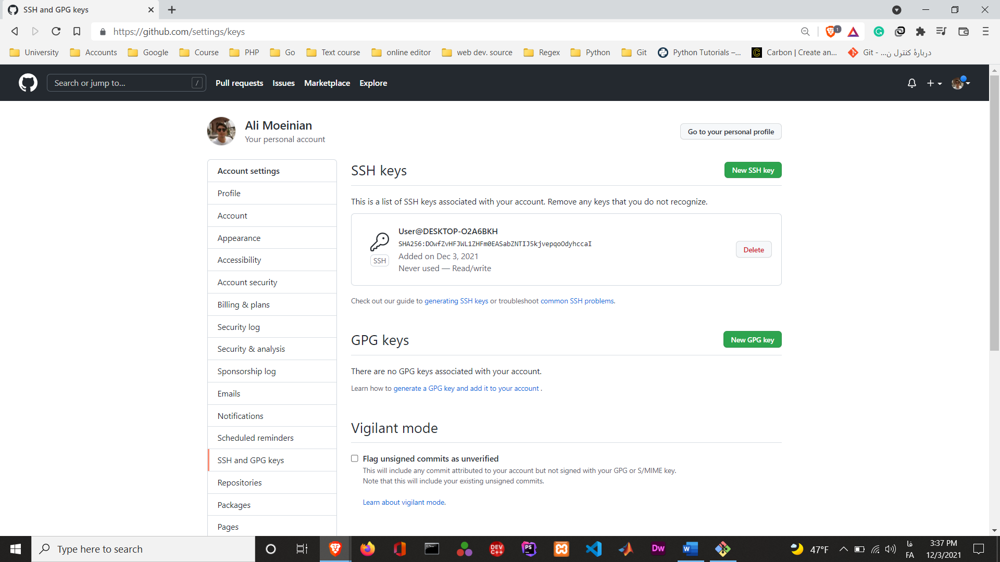 SSH and GPG keys
https://github.com/settings/keys
1
University
Accounts
Google
Course
PHP
Go
Text course
online editor
web dev. source
Regex
Python
Git
Python Tutorials –...
Carbon | Create an...
Git - ...دربارهٔ کنترل ن
Search or jump to...
/
Pull requests
Issues
Marketplace
Explore
Ali Moeinian
Your personal account
Go to your personal profile
Account settings
Profile
Account
Appearance
Accessibility
Account security
Billing & plans
Security log
Security & analysis
Sponsorship log
Emails
Notifications
Scheduled reminders
SSH and GPG keys
Repositories
Packages
Pages
SSH keys
New SSH key
This is a list of SSH keys associated with your account. Remove any keys that you do not recognize.
User@DESKTOP-O2A6BKH
SHA256:DOwfZvHFJWL1ZHFm0EASabZNTIJ5kjvepqoOdyhccaI
Added on Dec 3, 2021
Never used — Read/write
SSH
Delete
Check out our guide to generating SSH keys or troubleshoot common SSH problems.
GPG keys
New GPG key
There are no GPG keys associated with your account.
Learn how to generate a GPG key and add it to your account .
Vigilant mode
Flag unsigned commits as unverified
This will include any commit attributed to your account but not signed with your GPG or S/MIME key.
Note that this will include your existing unsigned commits.
Learn about vigilant mode.
Type here to search
DEV C++
PS
Dw
W
47°F
فا
FA
3:37 PM
12/3/2021